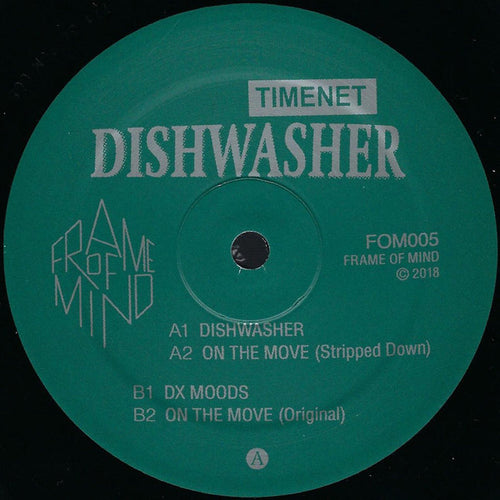 TIMENET
DISHWASHER
FRAME
OF
MIND
FOM005
FRAME OF MIND
© 2018
A1 DISHWASHER
A2 ON THE MOVE (Stripped Down)
B1 DX MOODS
B2 ON THE MOVE (Original)
A